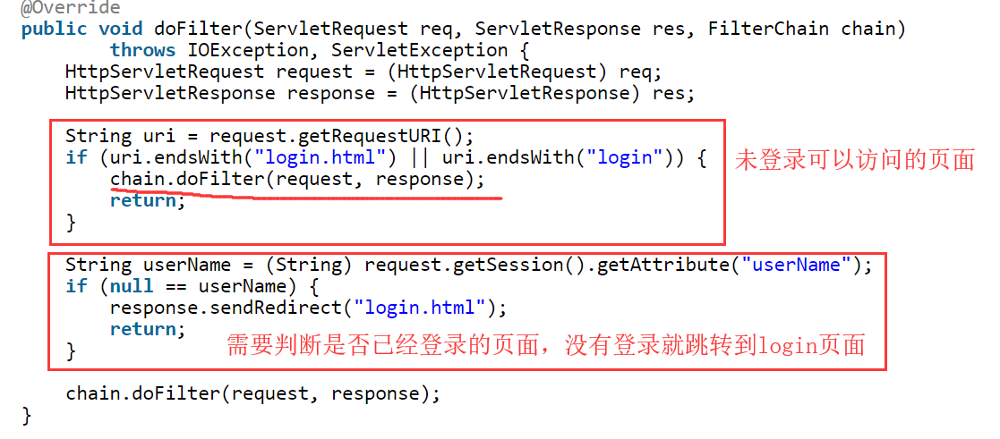 @Override
public void doFilter(ServletRequest req, ServletResponse res, FilterChain chain)
throws IOException, ServletException {
HttpServletRequest request = (HttpServletRequest) req;
HttpServletResponse response = (HttpServletResponse) res;
String uri = request.getRequestURI();
if (uri.endsWith("login.html") || uri.endsWith("login")) {
未登录可以访问的页面
chain.doFilter(request, response);
return;
}
String userName = (String) request.getSession().getAttribute("userName");
if (null == userName) {
response.sendRedirect("login.html");
return;
需要判断是否已经登录的页面，没有登录就跳转到login页面
}
chain.doFilter(request, response);
}